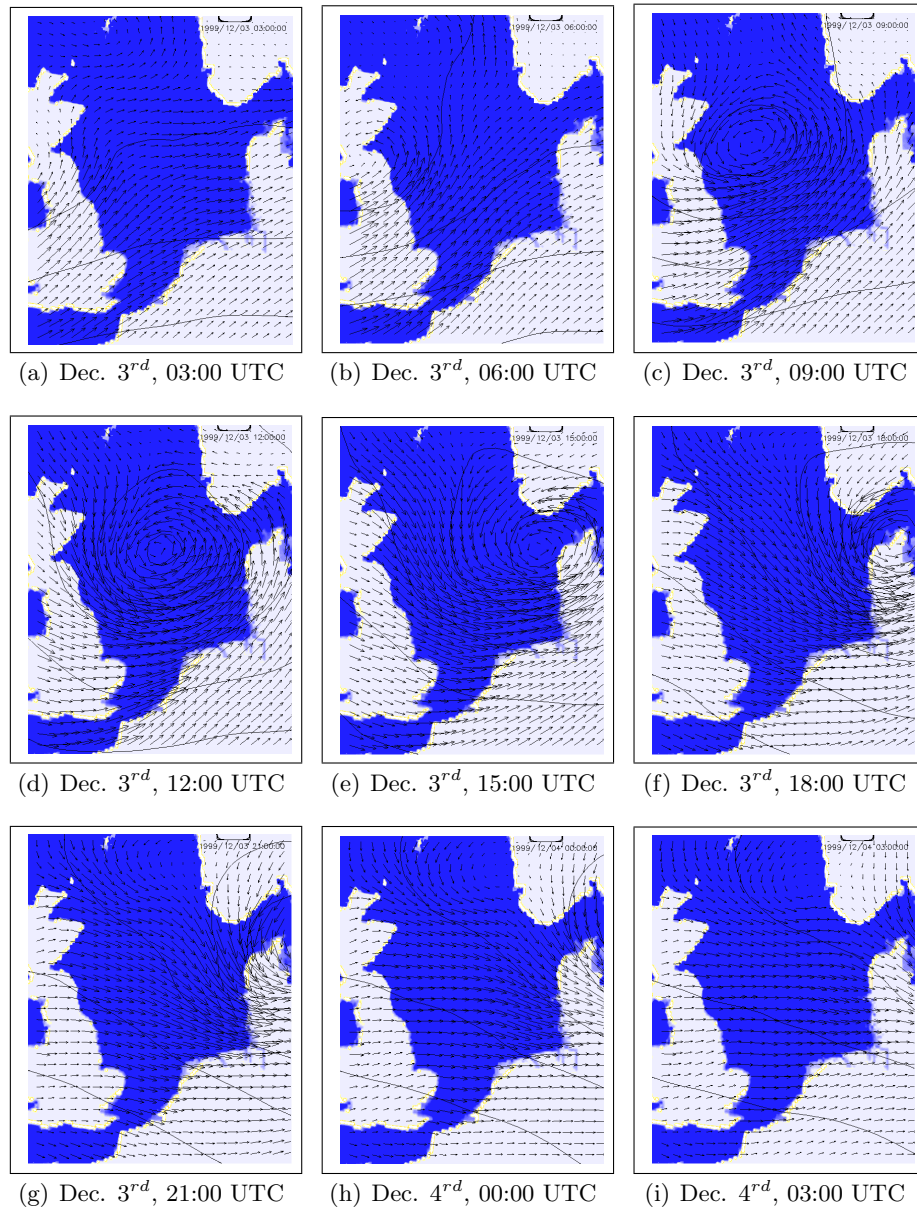 1999/12/03 03:00:00
1999/12/03 06:00:00
1999/12/03 09:00:00
(a) Dec. 3rd, 03:00 UTC
(b) Dec. 3rd, 06:00 UTC
(c) Dec. 3rd, 09:00 UTC
1999/12/03 12:00:00
1999/12/03 15:00:00
1999/12/03 18:00:00
(d) Dec. 3rd, 12:00 UTC
(e) Dec. 3rd, 15:00 UTC
(f) Dec. 3rd, 18:00 UTC
1999/12/03 21:00:00
1999/12/04 00:00:00
1999/12/04 03:00:00
(g) Dec. 3rd, 21:00 UTC
(h) Dec. 4rd, 00:00 UTC
(i) Dec. 4rd, 03:00 UTC